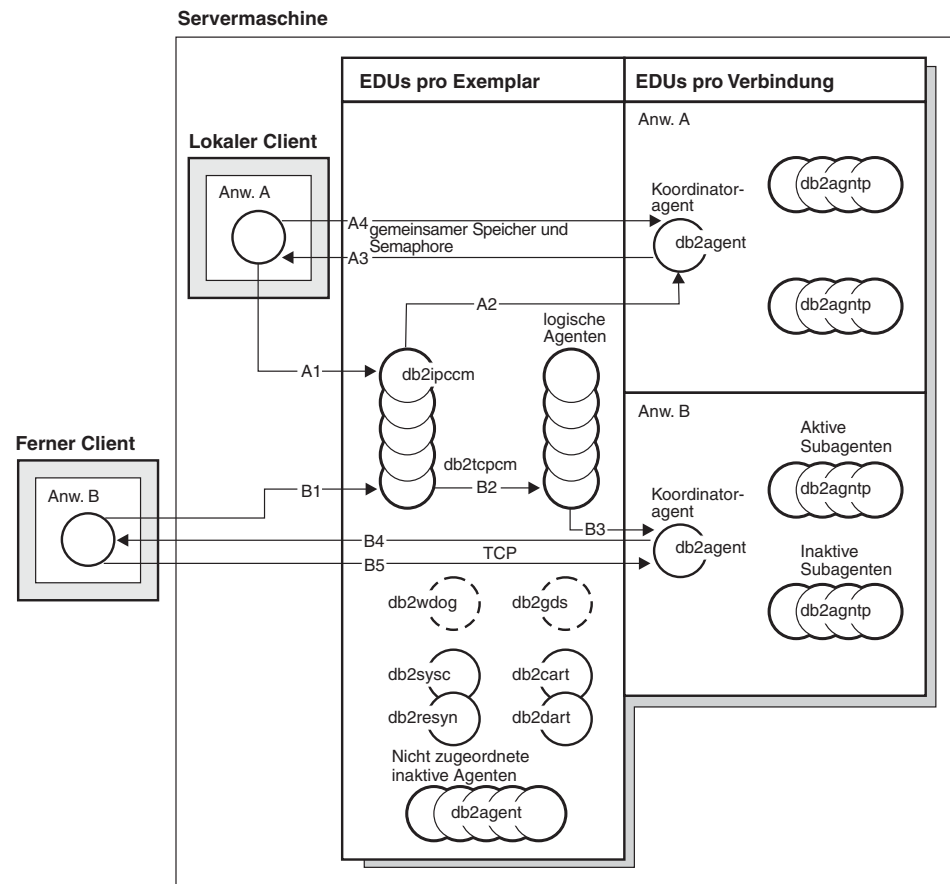 Servermaschine
EDUs pro Exemplar
EDUs pro Verbindung
Lokaler Client
Anw. A
Anw. A
Koordinator-
agent
db2agent
db2agntp
db2agntp
A4
gemeinsamer Speicher und
Semaphore
A3
A2
logische
Agenten
A1
db2ipccm
db2tcpcm
Ferner Client
Anw. B
B1
B2
B3
B4
TCP
B5
Anw. B
Koordinator-
agent
db2agent
Aktive
Subagenten
db2agntp
Inaktive
Subagenten
db2agntp
db2wdog
db2gds
db2sysc
db2cart
db2resyn
db2dart
Nicht zugeordnete
inaktive Agenten
db2agent